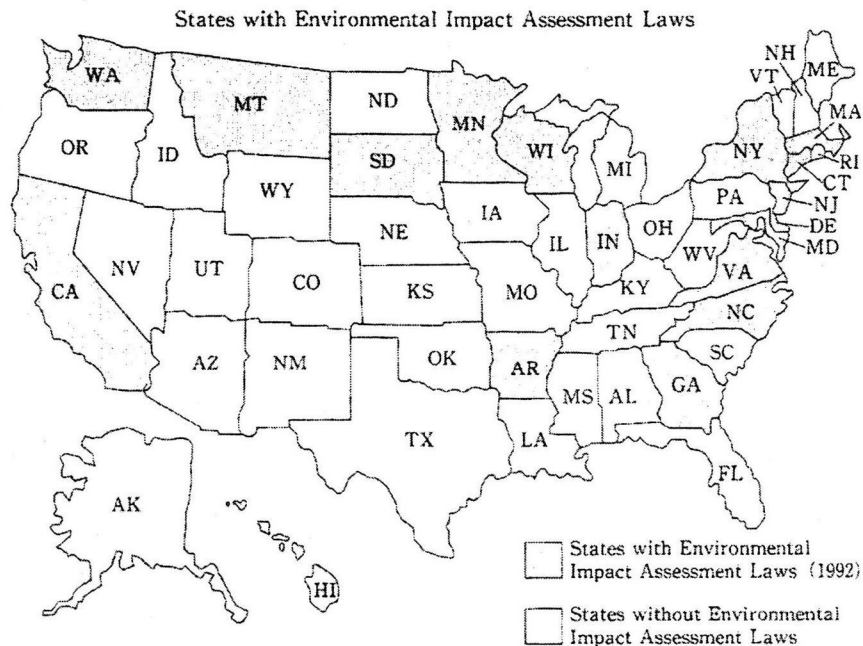 States with Environmental Impact Assessment Laws
WA
MT
ND
MN
NH
VT
ME
MA
OR
ID
SD
WI
MI
NY
RI
CT
WY
PA
NJ
IA
NE
OH
DE
IL
IN
MD
NV
UT
WV
VA
CO
CA
KS
MO
KY
NC
TN
AZ
NM
OK
AR
SC
MS
AL
GA
TX
LA
FL
AK
HI
States with Environmental
Impact Assessment Laws (1992)
States without Environmental
Impact Assessment Laws